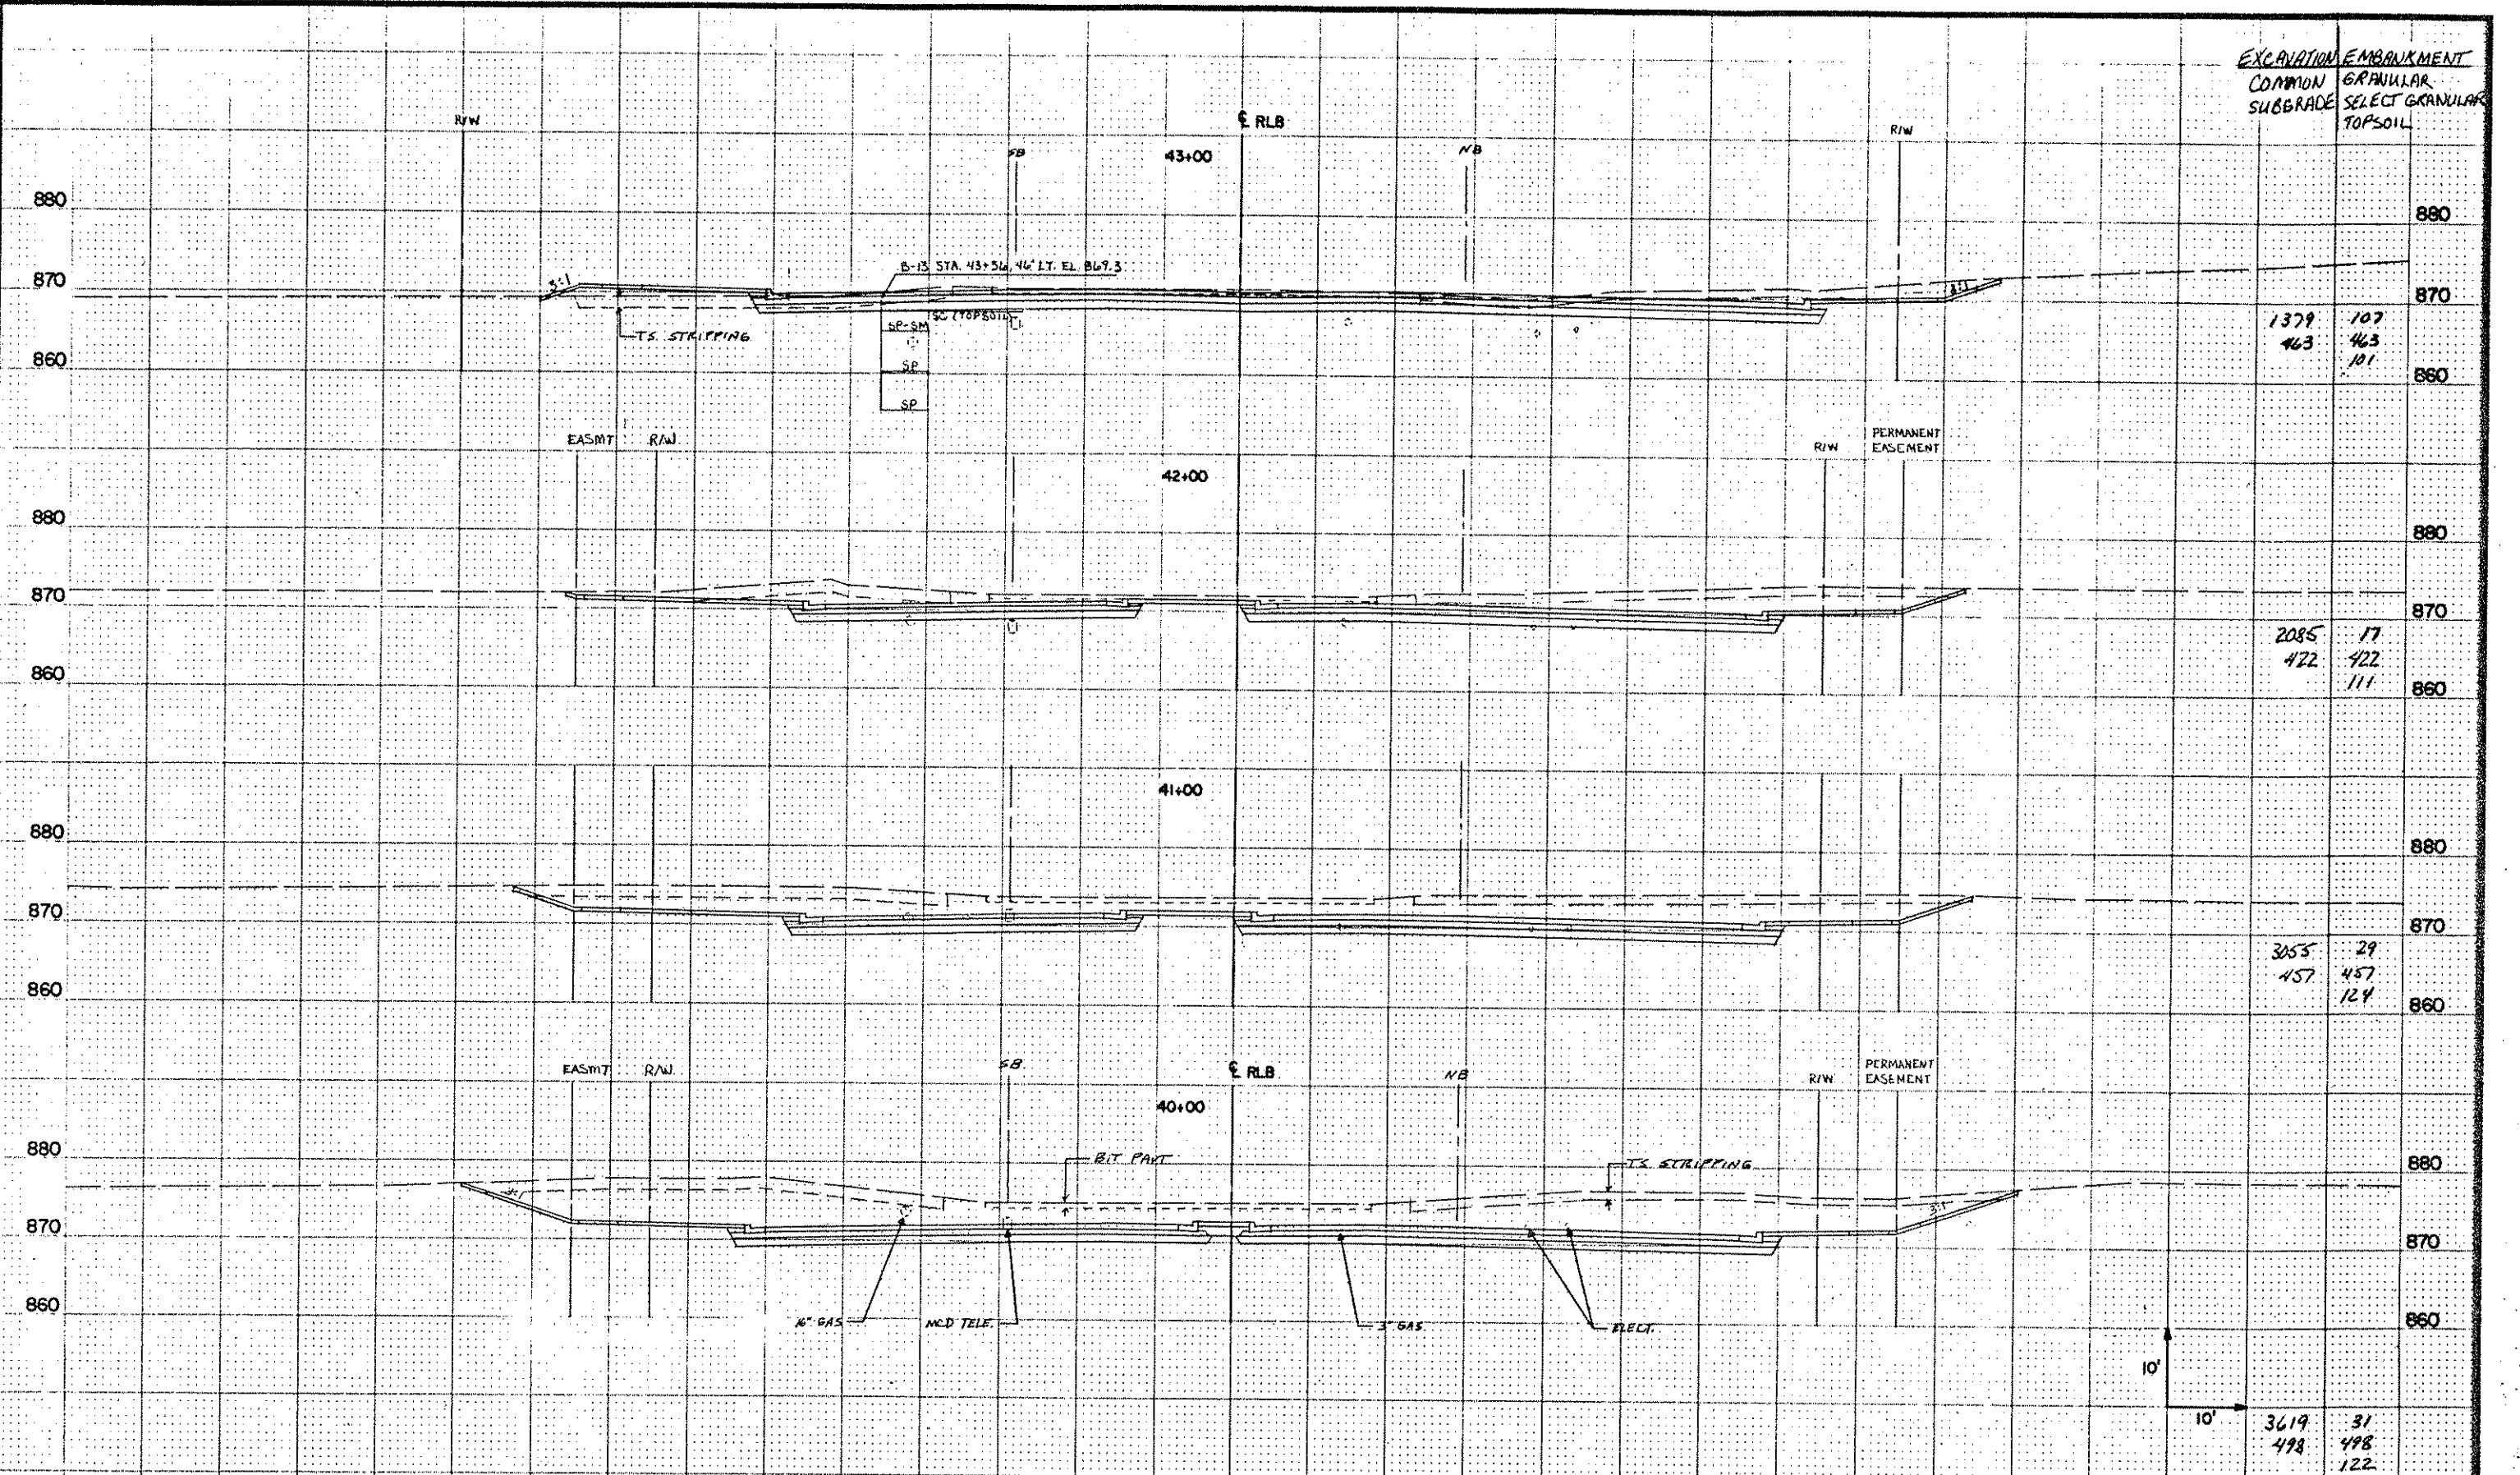 EXCAVATION EMBANKMENT
COMMON GRANULAR
SUBGRADE SELECT GRANULAR
TOPSOIL
R/W
℄ RLB
R/W
SB
43+00
NB
880
880
B-13 STA. 43+56, 46' LT. EL. 869.3
870
3:1
3:1
870
SC (TOPSOIL)
SP-SM
1379 107
T.S. STRIPPING
463 463
860
SP
101
860
SP
EASMT R/W
R/W
PERMANENT
EASEMENT
42+00
880
880
870
870
2085 17
422 422
860
111
860
41+00
880
880
870
870
3055 29
457 457
860
124
860
EASMT R/W
SB
℄ RLB
NB
R/W
PERMANENT
EASEMENT
40+00
880
BIT PAVT
T.S. STRIPPING
880
870
3:1
870
860
16" GAS
MCD TELE.
3" GAS
ELECT.
860
10'
10'
3619 31
498 498
122